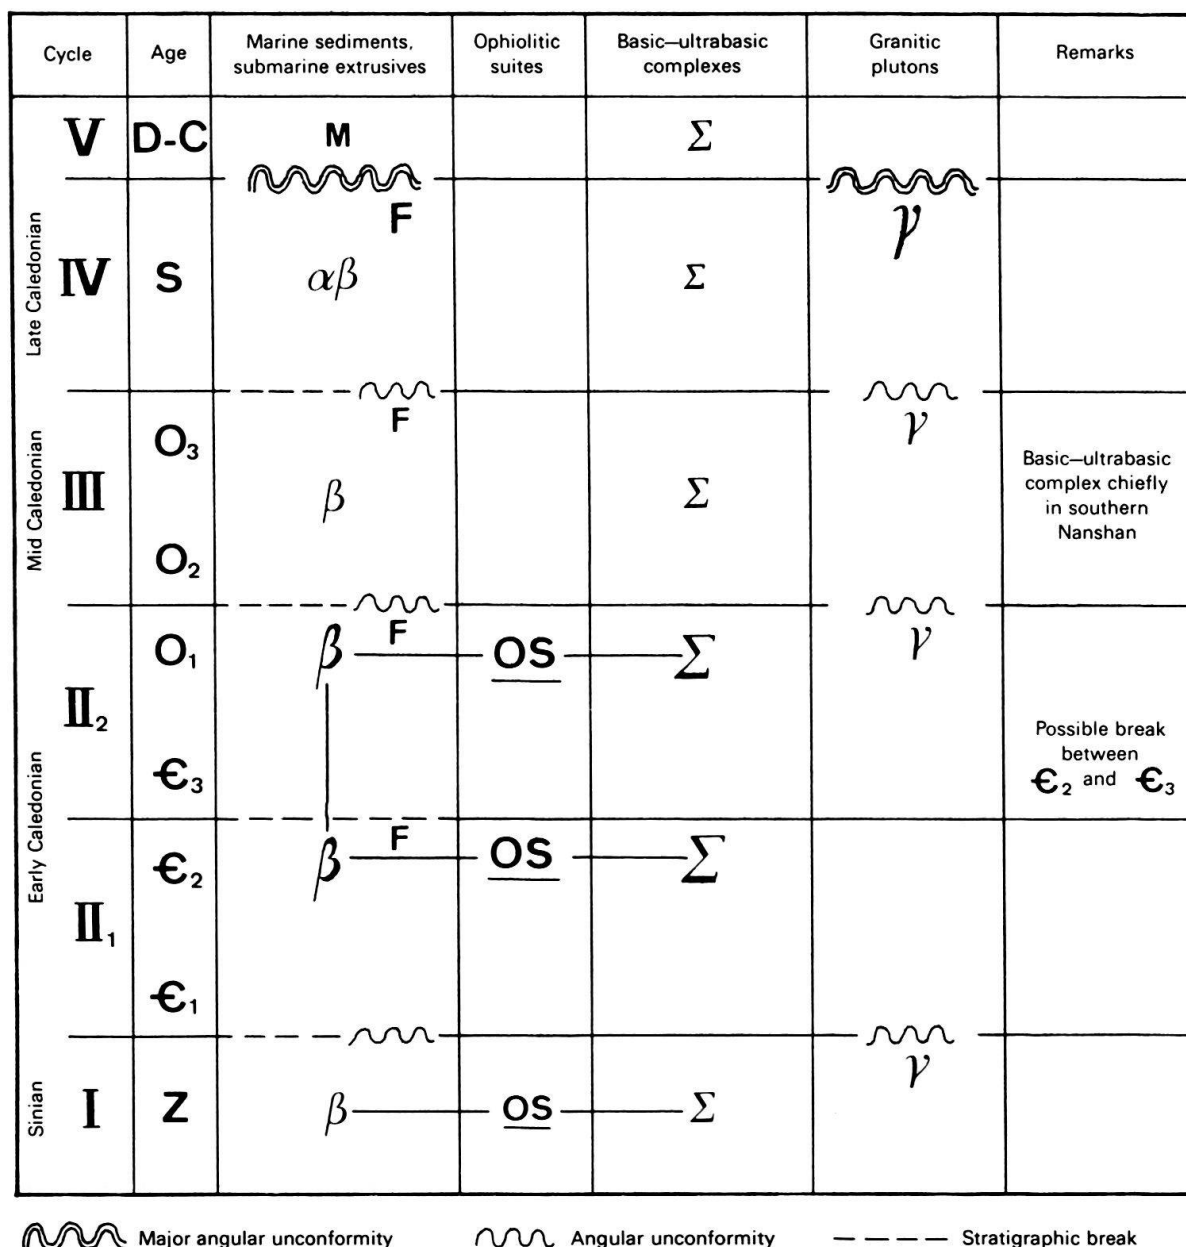 Cycle
Age
Marine sediments,
submarine extrusives
Ophiolitic
suites
Basic—ultrabasic
complexes
Granitic
plutons
Remarks
Late Caledonian
V
D-C
M
Σ
IV
S
F
αβ
Σ
γ
Mid Caledonian
III
O₃
O₂
F
β
Σ
γ
Basic—ultrabasic
complex chiefly
in southern
Nanshan
Early Caledonian
II₂
O₁
Є₃
F
β
OS
Σ
γ
Possible break
between
Є₂ and Є₃
II₁
Є₂
Є₁
F
β
OS
Σ
Sinian
I
Z
β
OS
Σ
γ
Major angular unconformity
Angular unconformity
Stratigraphic break